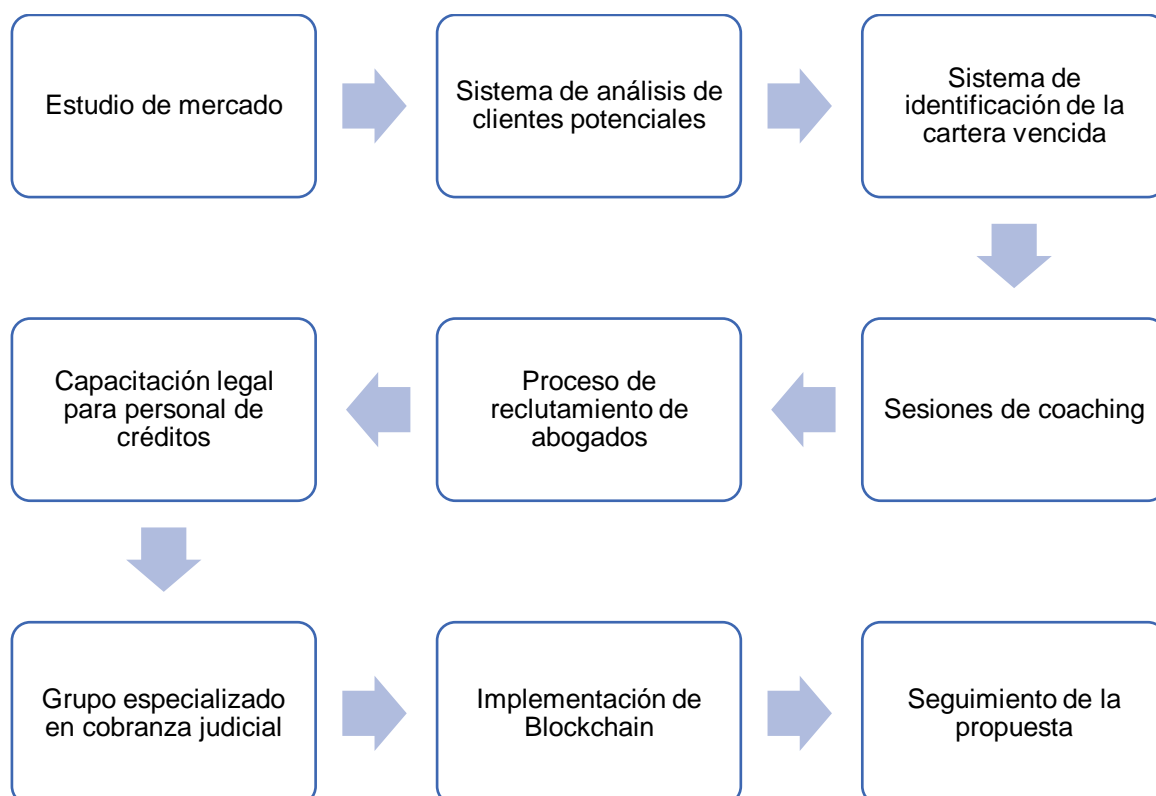 Estudio de mercado
Sistema de análisis de
clientes potenciales
Sistema de
identificación de la
cartera vencida
Sesiones de coaching
Proceso de
reclutamiento de
abogados
Capacitación legal
para personal de
créditos
Grupo especializado
en cobranza judicial
Implementación de
Blockchain
Seguimiento de la
propuesta